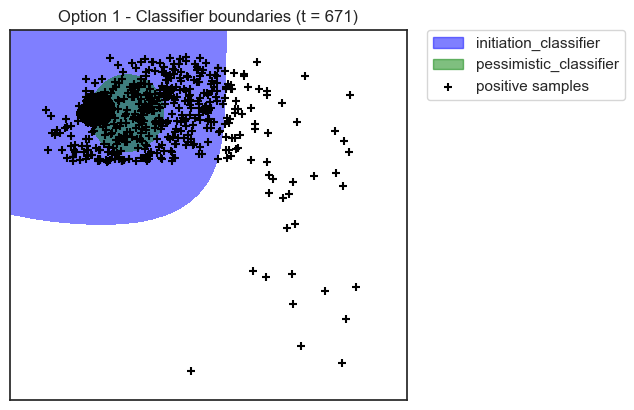 Option 1 - Classifier boundaries (t = 671)
initiation_classifier
pessimistic_classifier
positive samples